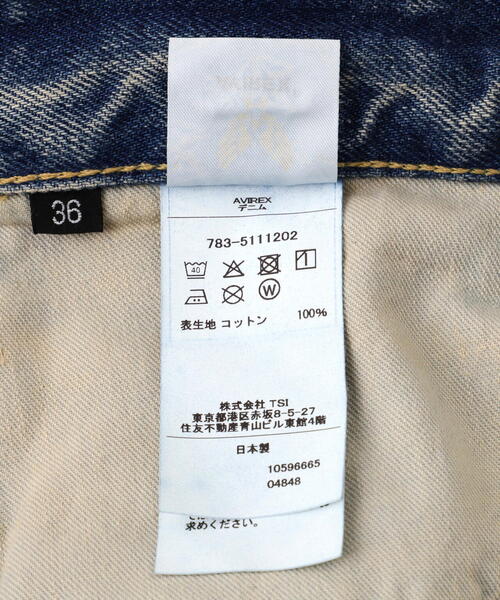 AVIREX
36
AVIREX
デニム
783-5111202
40
W
表生地 コットン 100%
株式会社 TSI
東京都港区赤坂8-5-27
住友不動産青山ビル東館4階
日本製
10596665
04848
求めください。